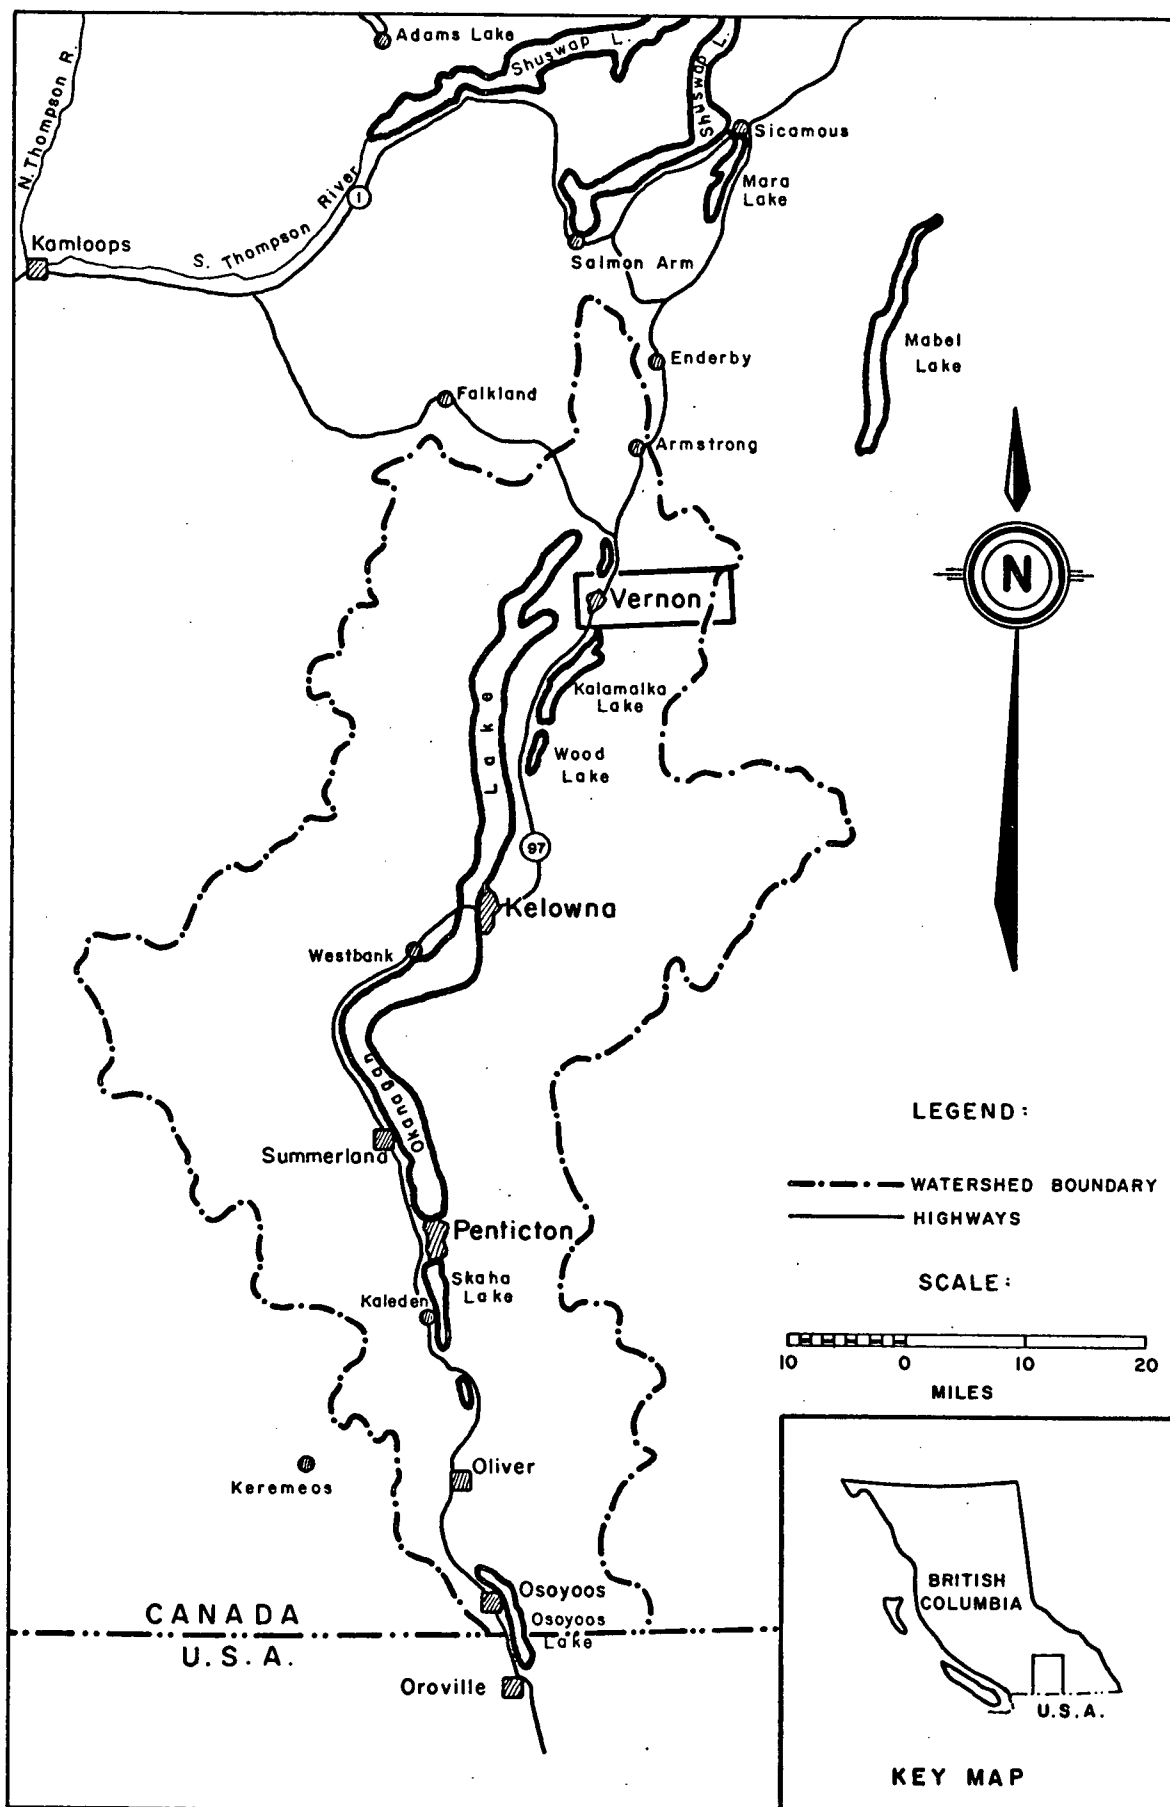 Adams Lake
Shuswap L.
Shuswap L.
N. Thompson R.
Sicamous
Mara
Lake
S. Thompson River
1
Kamloops
Salmon Arm
Mabel
Lake
Enderby
Falkland
Armstrong
N
Vernon
Kalamalka
Lake
Wood
Lake
Okanagan Lake
97
Kelowna
Westbank
Summerland
Penticton
Skaha
Lake
Kaleden
Keremeos
Oliver
Osoyoos
Osoyoos
Lake
CANADA
U.S.A.
Oroville
LEGEND:
WATERSHED BOUNDARY
HIGHWAYS
SCALE:
10 0 10 20
MILES
BRITISH
COLUMBIA
U.S.A.
KEY MAP